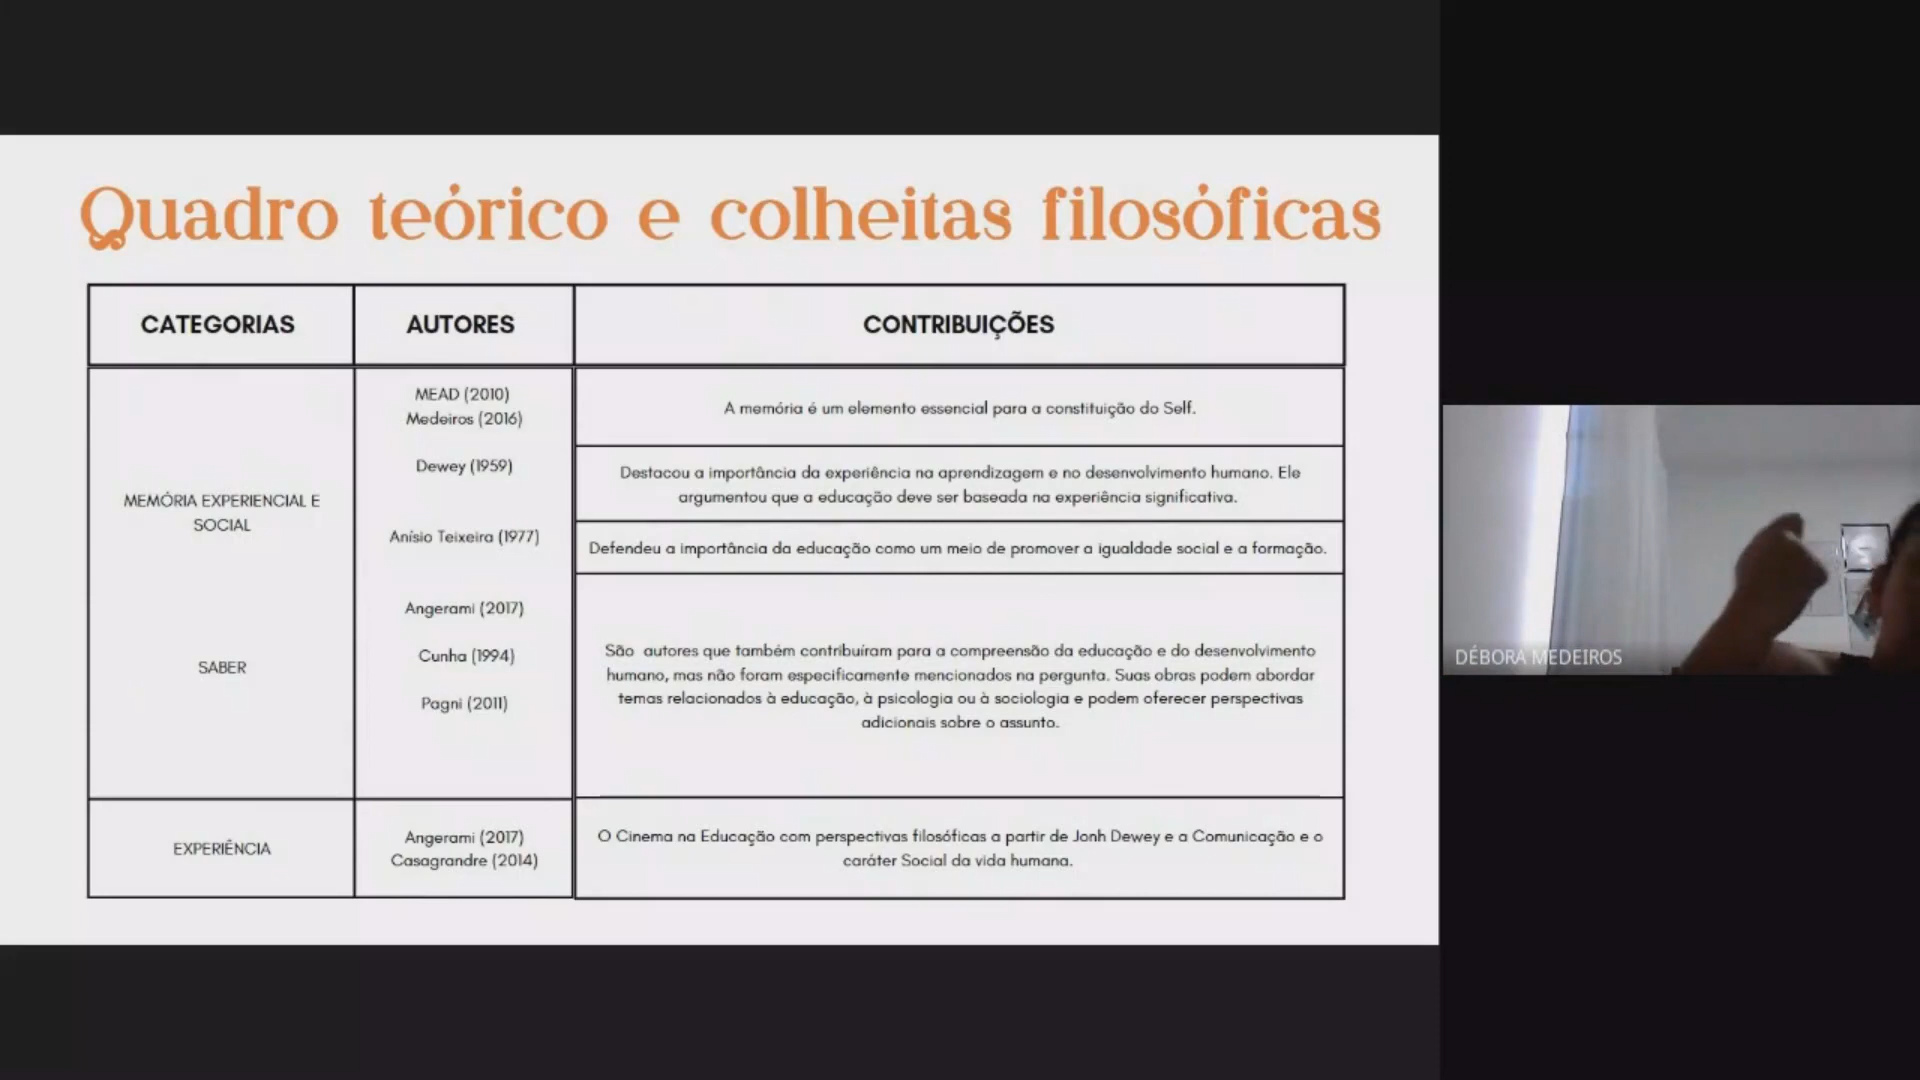 Quadro teórico e colheitas filosóficas
CATEGORIAS
AUTORES
CONTRIBUIÇÕES
MEMÓRIA EXPERIENCIAL E
SOCIAL
SABER
MEAD (2010)
Medeiros (2016)
Dewey (1959)
Anísio Teixeira (1977)
Angerami (2017)
Cunha (1994)
Pagni (2011)
A memória é um elemento essencial para a constituição do Self.
Destacou a importância da experiência na aprendizagem e no desenvolvimento humano. Ele
argumentou que a educação deve ser baseada na experiência significativa.
Defendeu a importância da educação como um meio de promover a igualdade social e a formação.
São autores que também contribuíram para a compreensão da educação e do desenvolvimento
humano, mas não foram especificamente mencionados na pergunta. Suas obras podem abordar
temas relacionados à educação, à psicologia ou à sociologia e podem oferecer perspectivas
adicionais sobre o assunto.
EXPERIÊNCIA
Angerami (2017)
Casagrandre (2014)
O Cinema na Educação com perspectivas filosóficas a partir de Jonh Dewey e a Comunicação e o
caráter Social da vida humana.
DÉBORA MEDEIROS